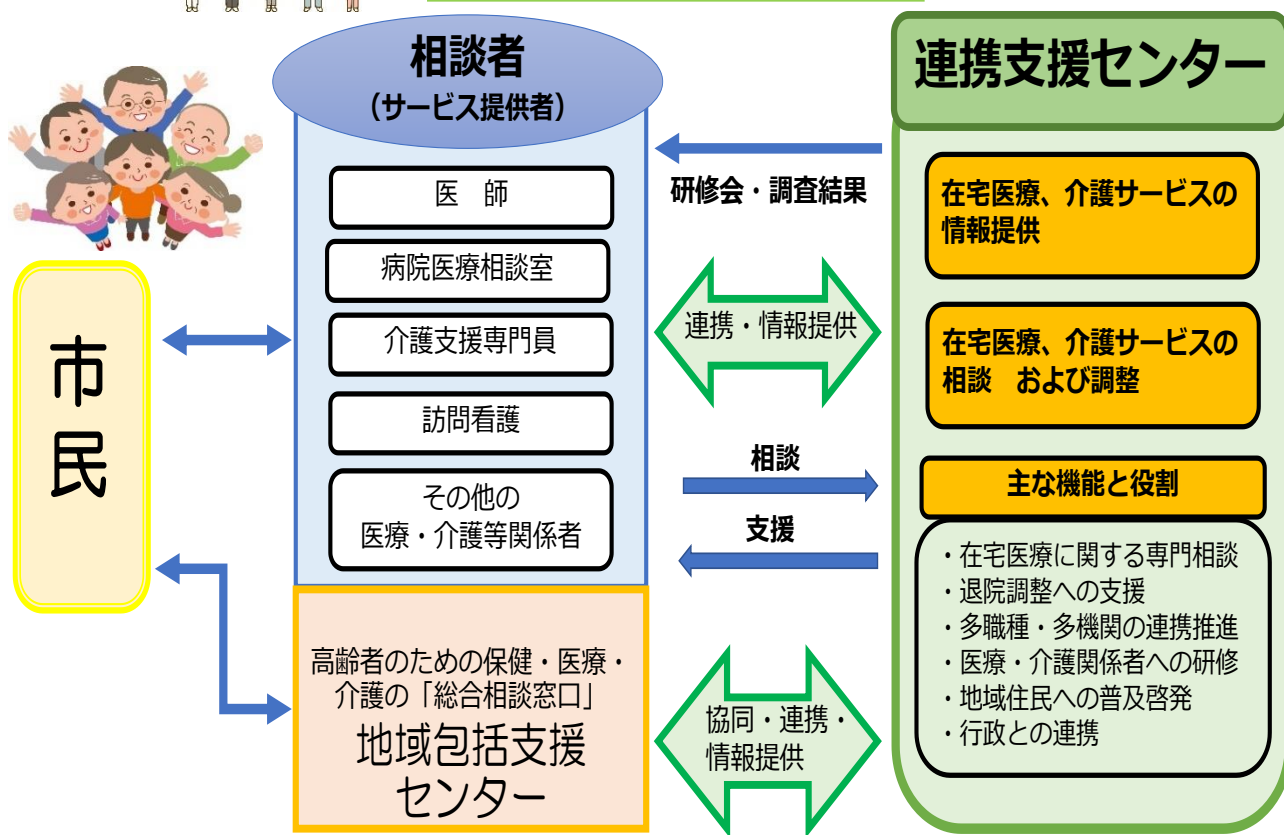 相談者
（サービス提供者）
医　師
病院医療相談室
介護支援専門員
訪問看護
その他の
医療・介護等関係者
高齢者のための保健・医療・
介護の「総合相談窓口」
地域包括支援
センター
市
民
研修会・調査結果
連携・情報提供
相談
支援
協同・連携・
情報提供
連携支援センター
在宅医療、介護サービスの
情報提供
在宅医療、介護サービスの
相談　および調整
主な機能と役割
・在宅医療に関する専門相談
・退院調整への支援
・多職種・多機関の連携推進
・医療・介護関係者への研修
・地域住民への普及啓発
・行政との連携